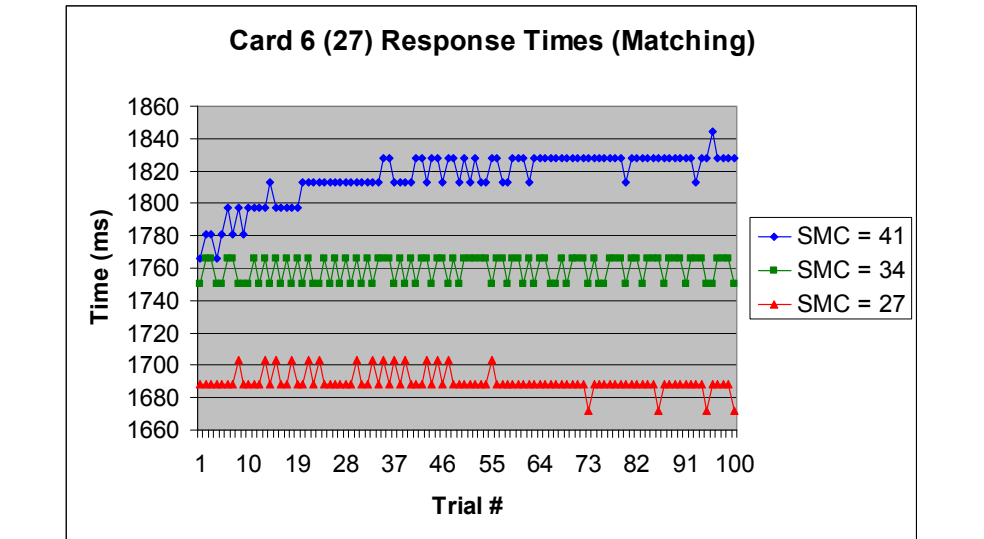 Card 6 (27) Response Times (Matching)
1860
1840
1820
1800
1780
1760
1740
1720
1700
1680
1660
Time (ms)
1 10 19 28 37 46 55 64 73 82 91 100
Trial #
SMC = 41
SMC = 34
SMC = 27